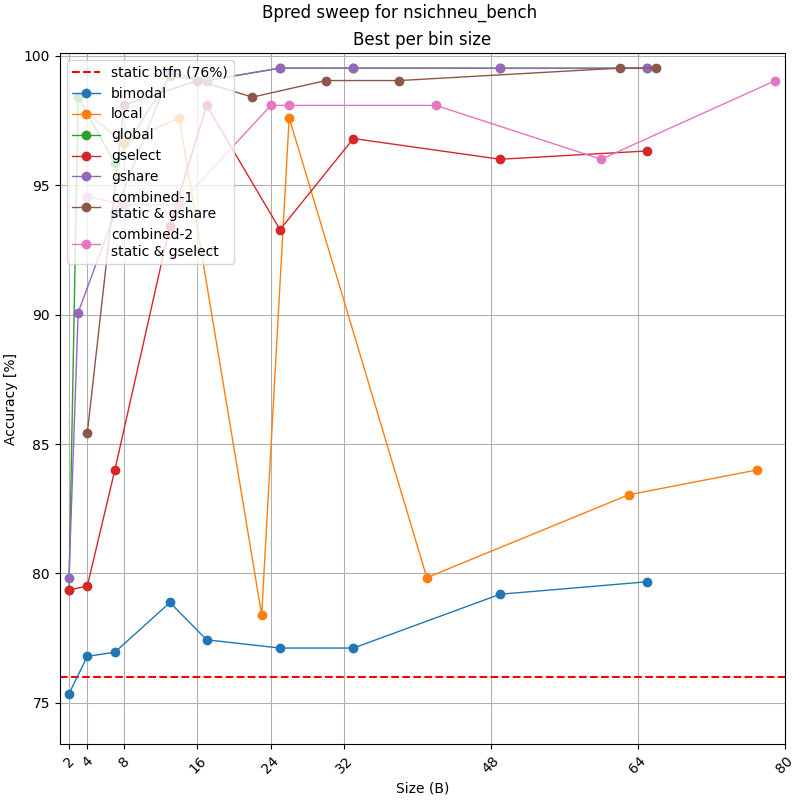 Bpred sweep for nsichneu_bench
Best per bin size
static btfn (76%)
bimodal
local
global
gselect
gshare
combined-1
static & gshare
combined-2
static & gselect
100
95
90
85
80
75
Accuracy [%]
2 4 8 16 24 32 48 64 80
Size (B)